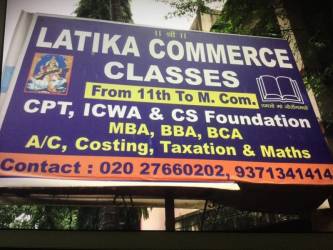 ॥ श्री ॥
LATIKA COMMERCE
CLASSES
From 11th To M. Com.
CPT, ICWA & CS Foundation
MBA, BBA, BCA
A/C, Costing, Taxation & Maths
Contact : 020 27660202, 9371341414